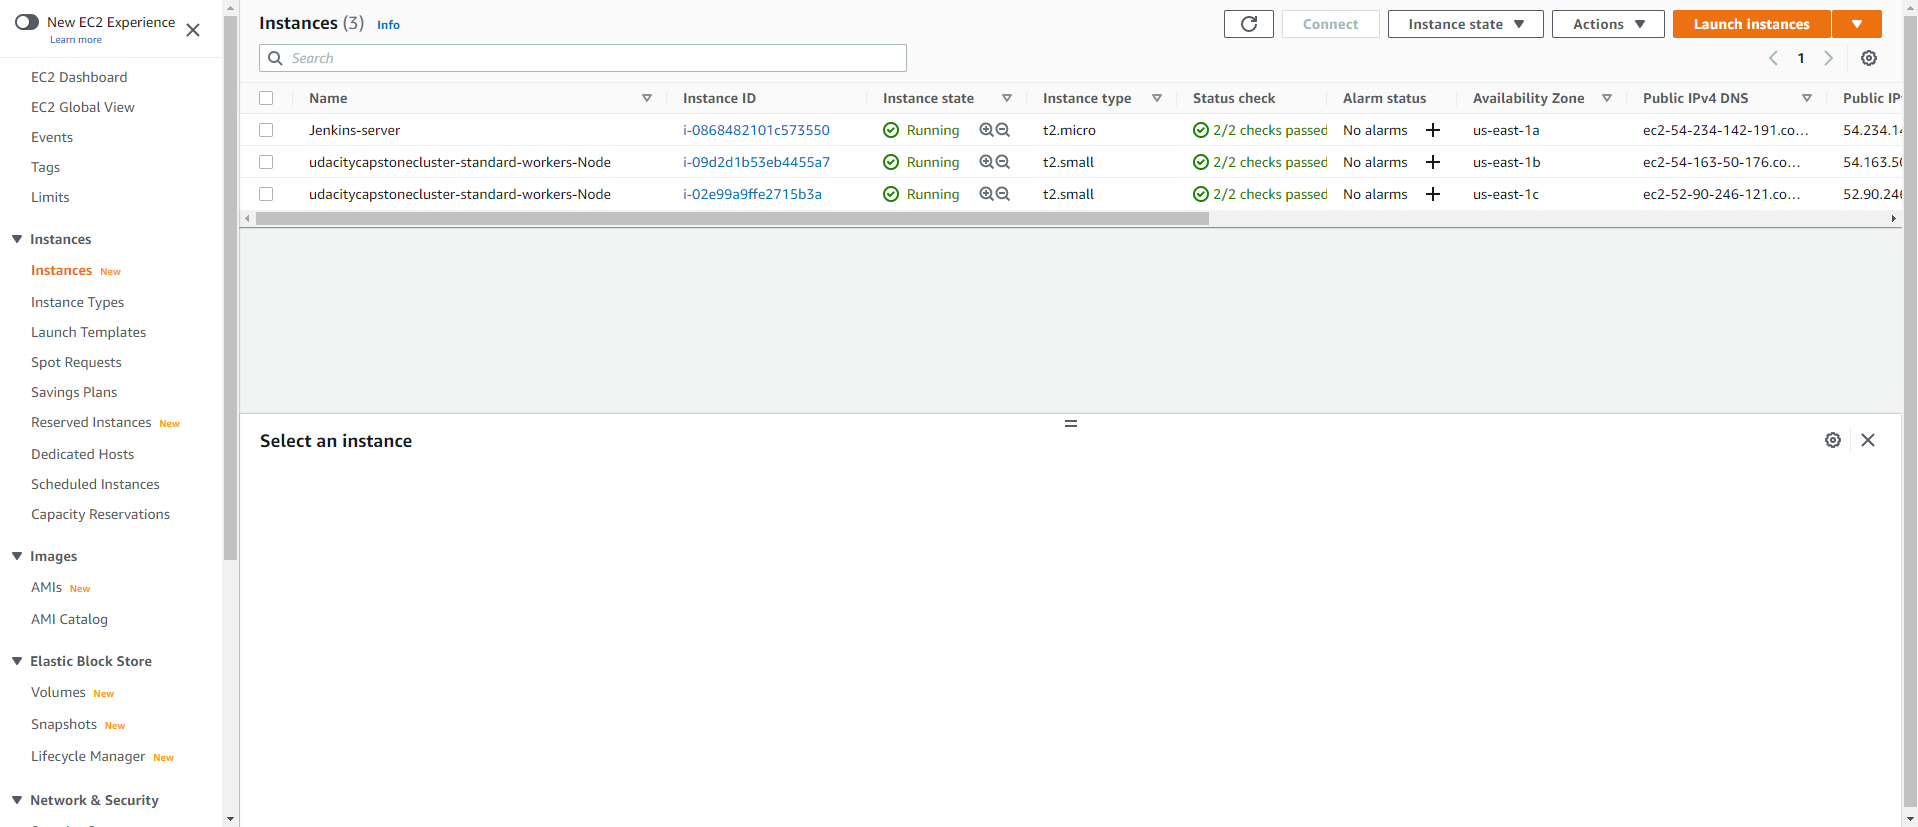 New EC2 Experience
Learn more
EC2 Dashboard
EC2 Global View
Events
Tags
Limits
Instances
Instances New
Instance Types
Launch Templates
Spot Requests
Savings Plans
Reserved Instances New
Dedicated Hosts
Scheduled Instances
Capacity Reservations
Images
AMIs New
AMI Catalog
Elastic Block Store
Volumes New
Snapshots New
Lifecycle Manager New
Network & Security
Instances (3) Info
Connect Instance state Actions Launch instances
Search
1
Name Instance ID Instance state Instance type Status check Alarm status Availability Zone Public IPv4 DNS Public IP
Jenkins-server i-0868482101c573550 Running t2.micro 2/2 checks passed No alarms us-east-1a ec2-54-234-142-191.co... 54.234.14
udacitycapstonecluster-standard-workers-Node i-09d2d1b53eb4455a7 Running t2.small 2/2 checks passed No alarms us-east-1b ec2-54-163-50-176.co... 54.163.50
udacitycapstonecluster-standard-workers-Node i-02e99a9ffe2715b3a Running t2.small 2/2 checks passed No alarms us-east-1c ec2-52-90-246-121.co... 52.90.246
Select an instance